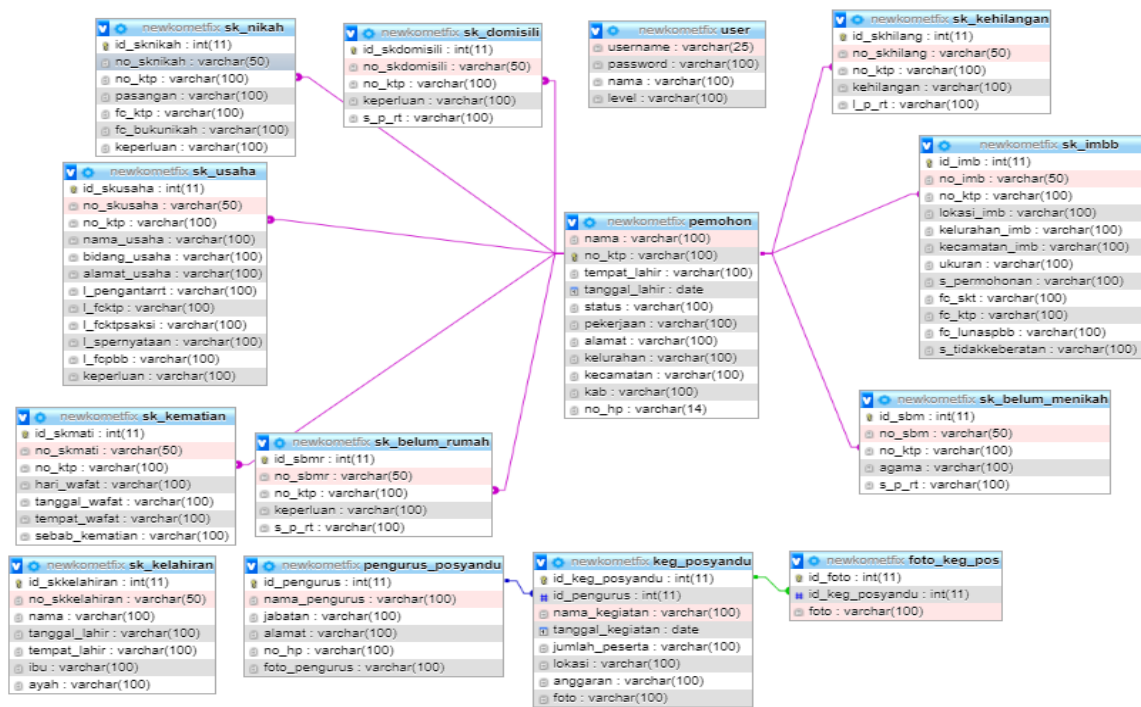 newkometfix sk_nikah
id_sknikah : int(11)
no_sknikah : varchar(50)
no_ktp : varchar(100)
pasangan : varchar(100)
fc_ktp : varchar(100)
fc_bukunikah : varchar(100)
keperluan : varchar(100)
newkometfix sk_domisili
id_skdomisili : int(11)
no_skdomisili : varchar(50)
no_ktp : varchar(100)
keperluan : varchar(100)
s_p_rt : varchar(100)
newkometfix user
username : varchar(25)
password : varchar(100)
nama : varchar(100)
level : varchar(100)
newkometfix sk_kehilangan
id_skhilang : int(11)
no_skhilang : varchar(50)
no_ktp : varchar(100)
kehilangan : varchar(100)
l_p_rt : varchar(100)
newkometfix sk_usaha
id_skusaha : int(11)
no_skusaha : varchar(50)
no_ktp : varchar(100)
nama_usaha : varchar(100)
bidang_usaha : varchar(100)
alamat_usaha : varchar(100)
l_pengantarrt : varchar(100)
l_fcktp : varchar(100)
l_fcktpsaksi : varchar(100)
l_spernyataan : varchar(100)
l_fcpbb : varchar(100)
keperluan : varchar(100)
newkometfix pemohon
nama : varchar(100)
no_ktp : varchar(100)
tempat_lahir : varchar(100)
tanggal_lahir : date
status : varchar(100)
pekerjaan : varchar(100)
alamat : varchar(100)
kelurahan : varchar(100)
kecamatan : varchar(100)
kab : varchar(100)
no_hp : varchar(14)
newkometfix sk_imbb
id_imb : int(11)
no_imb : varchar(50)
no_ktp : varchar(100)
lokasi_imb : varchar(100)
kelurahan_imb : varchar(100)
kecamatan_imb : varchar(100)
ukuran : varchar(100)
s_permohonan : varchar(100)
fc_skt : varchar(100)
fc_ktp : varchar(100)
fc_lunaspbb : varchar(100)
s_tidakkeberatan : varchar(100)
newkometfix sk_kematian
id_skmati : int(11)
no_skmati : varchar(50)
no_ktp : varchar(100)
hari_wafat : varchar(100)
tanggal_wafat : varchar(100)
tempat_wafat : varchar(100)
sebab_kematian : varchar(100)
newkometfix sk_belum_rumah
id_sbmr : int(11)
no_sbmr : varchar(50)
no_ktp : varchar(100)
keperluan : varchar(100)
s_p_rt : varchar(100)
newkometfix sk_belum_menikah
id_sbm : int(11)
no_sbm : varchar(50)
no_ktp : varchar(100)
agama : varchar(100)
s_p_rt : varchar(100)
newkometfix sk_kelahiran
id_skkelahiran : int(11)
no_skkelahiran : varchar(50)
nama : varchar(100)
tanggal_lahir : varchar(100)
tempat_lahir : varchar(100)
ibu : varchar(100)
ayah : varchar(100)
newkometfix pengurus_posyandu
id_pengurus : int(11)
nama_pengurus : varchar(100)
jabatan : varchar(100)
alamat : varchar(100)
no_hp : varchar(100)
foto_pengurus : varchar(100)
newkometfix keg_posyandu
id_keg_posyandu : int(11)
id_pengurus : int(11)
nama_kegiatan : varchar(100)
tanggal_kegiatan : date
jumlah_peserta : varchar(100)
lokasi : varchar(100)
anggaran : varchar(100)
foto : varchar(100)
newkometfix foto_keg_pos
id_foto : int(11)
id_keg_posyandu : int(11)
foto : varchar(100)